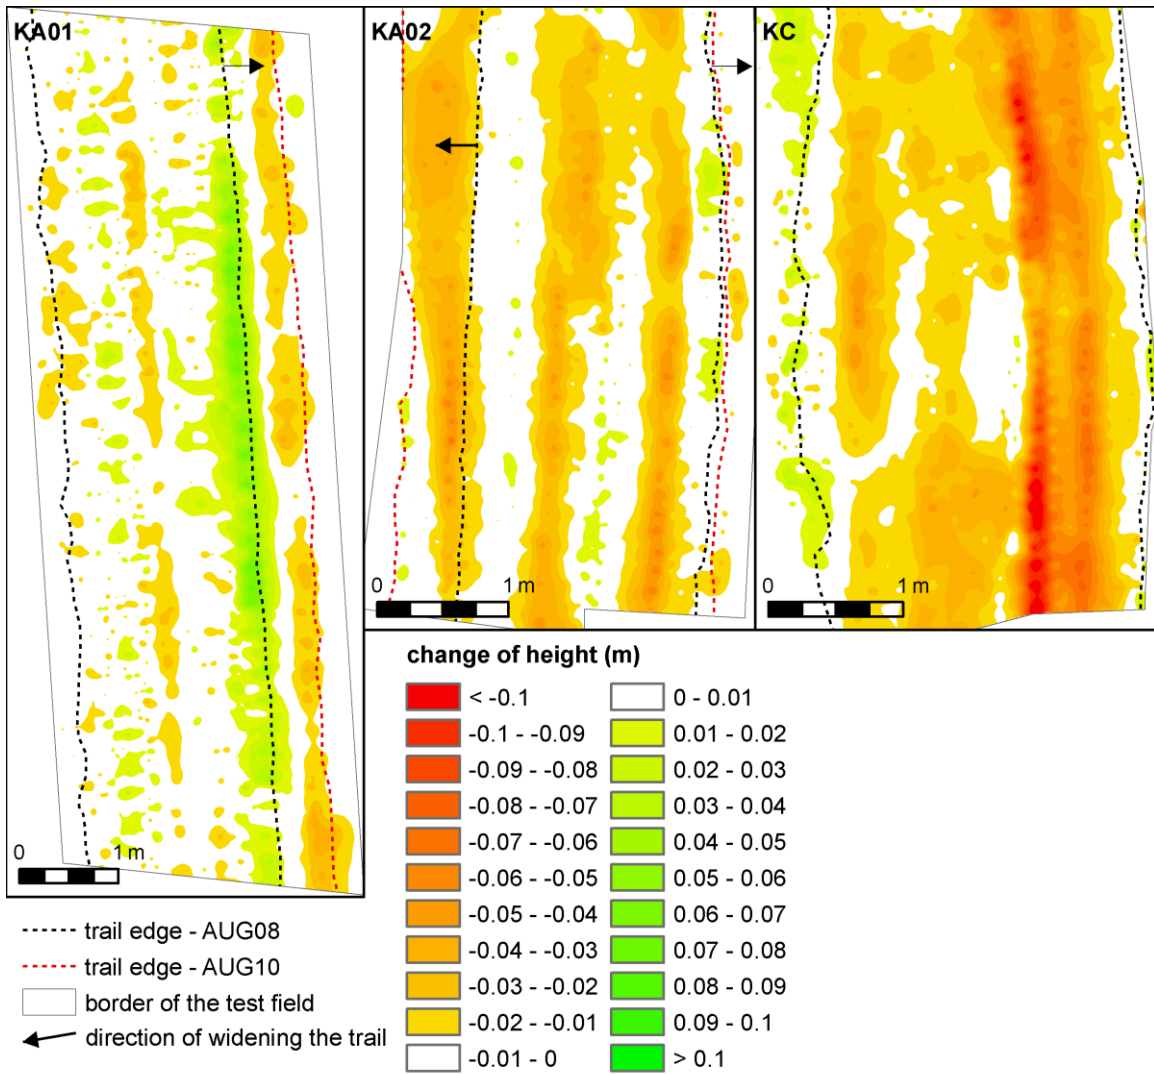 KA01
KA02
KC
0 1 m
0 1 m
0 1 m
change of height (m)
< -0.1
-0.1 - -0.09
-0.09 - -0.08
-0.08 - -0.07
-0.07 - -0.06
-0.06 - -0.05
-0.05 - -0.04
-0.04 - -0.03
-0.03 - -0.02
-0.02 - -0.01
-0.01 - 0
0 - 0.01
0.01 - 0.02
0.02 - 0.03
0.03 - 0.04
0.04 - 0.05
0.05 - 0.06
0.06 - 0.07
0.07 - 0.08
0.08 - 0.09
0.09 - 0.1
> 0.1
trail edge - AUG08
trail edge - AUG10
border of the test field
direction of widening the trail